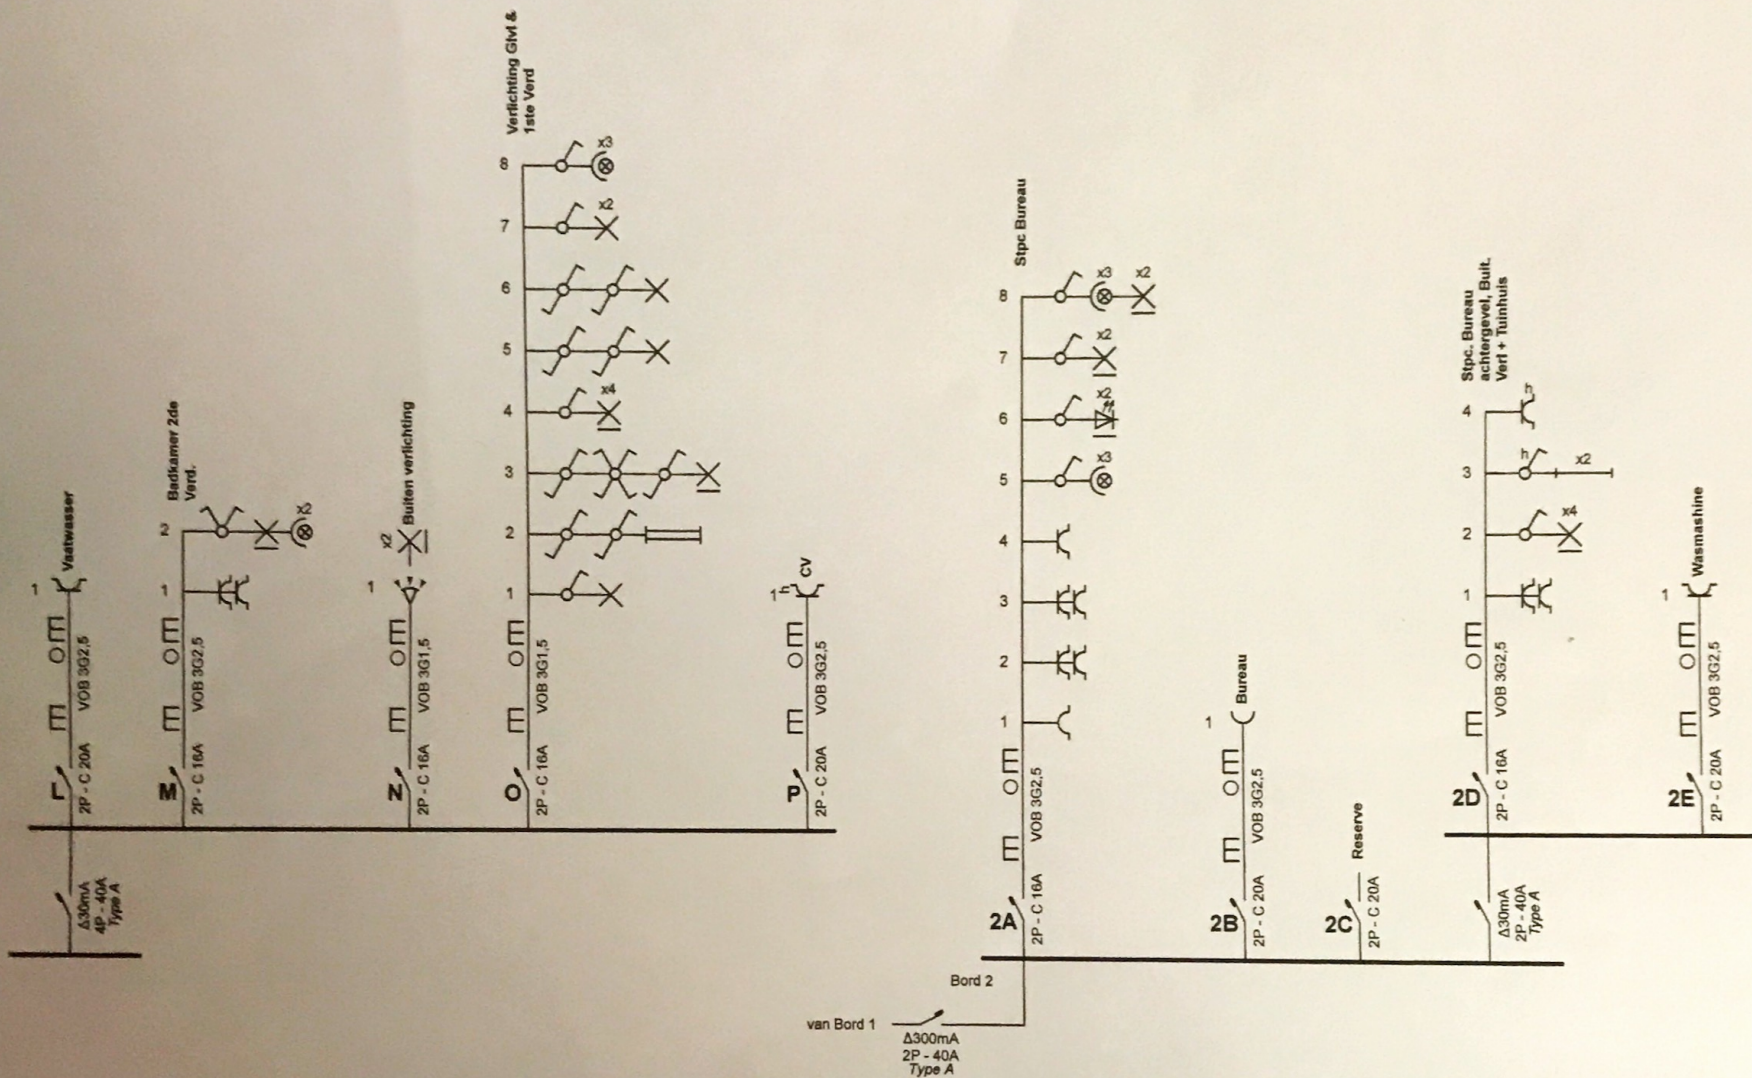 Vaatwasser
1
VOB 3G2,5
L
2P - C 20A
Δ30mA
4P - 40A
Type A
Badkamer 2de
Verd.
2
x5
1
VOB 3G2,5
M
2P - C 16A
Buiten verlichting
x2
1
VOB 3G1,5
N
2P - C 16A
Verlichting Glvl &
1ste Verd
8
x3
7
x2
6
5
4
x4
3
2
1
VOB 3G1,5
O
2P - C 16A
CV
1
h
VOB 3G2,5
P
2P - C 20A
van Bord 1
Δ300mA
2P - 40A
Type A
Bord 2
Stpc Bureau
8
x3
x2
7
x2
6
5
x3
4
3
2
1
VOB 3G2,5
2A
2P - C 16A
Bureau
1
VOB 3G2,5
2B
2P - C 20A
Reserve
2C
2P - C 20A
Stpc. Bureau
achtergevel, Buit.
Verl + Tuinhuis
4
h
3
h
x2
2
x4
1
VOB 3G2,5
2D
2P - C 16A
Δ30mA
2P - 40A
Type A
Wasmashine
1
VOB 3G2,5
2E
2P - C 20A